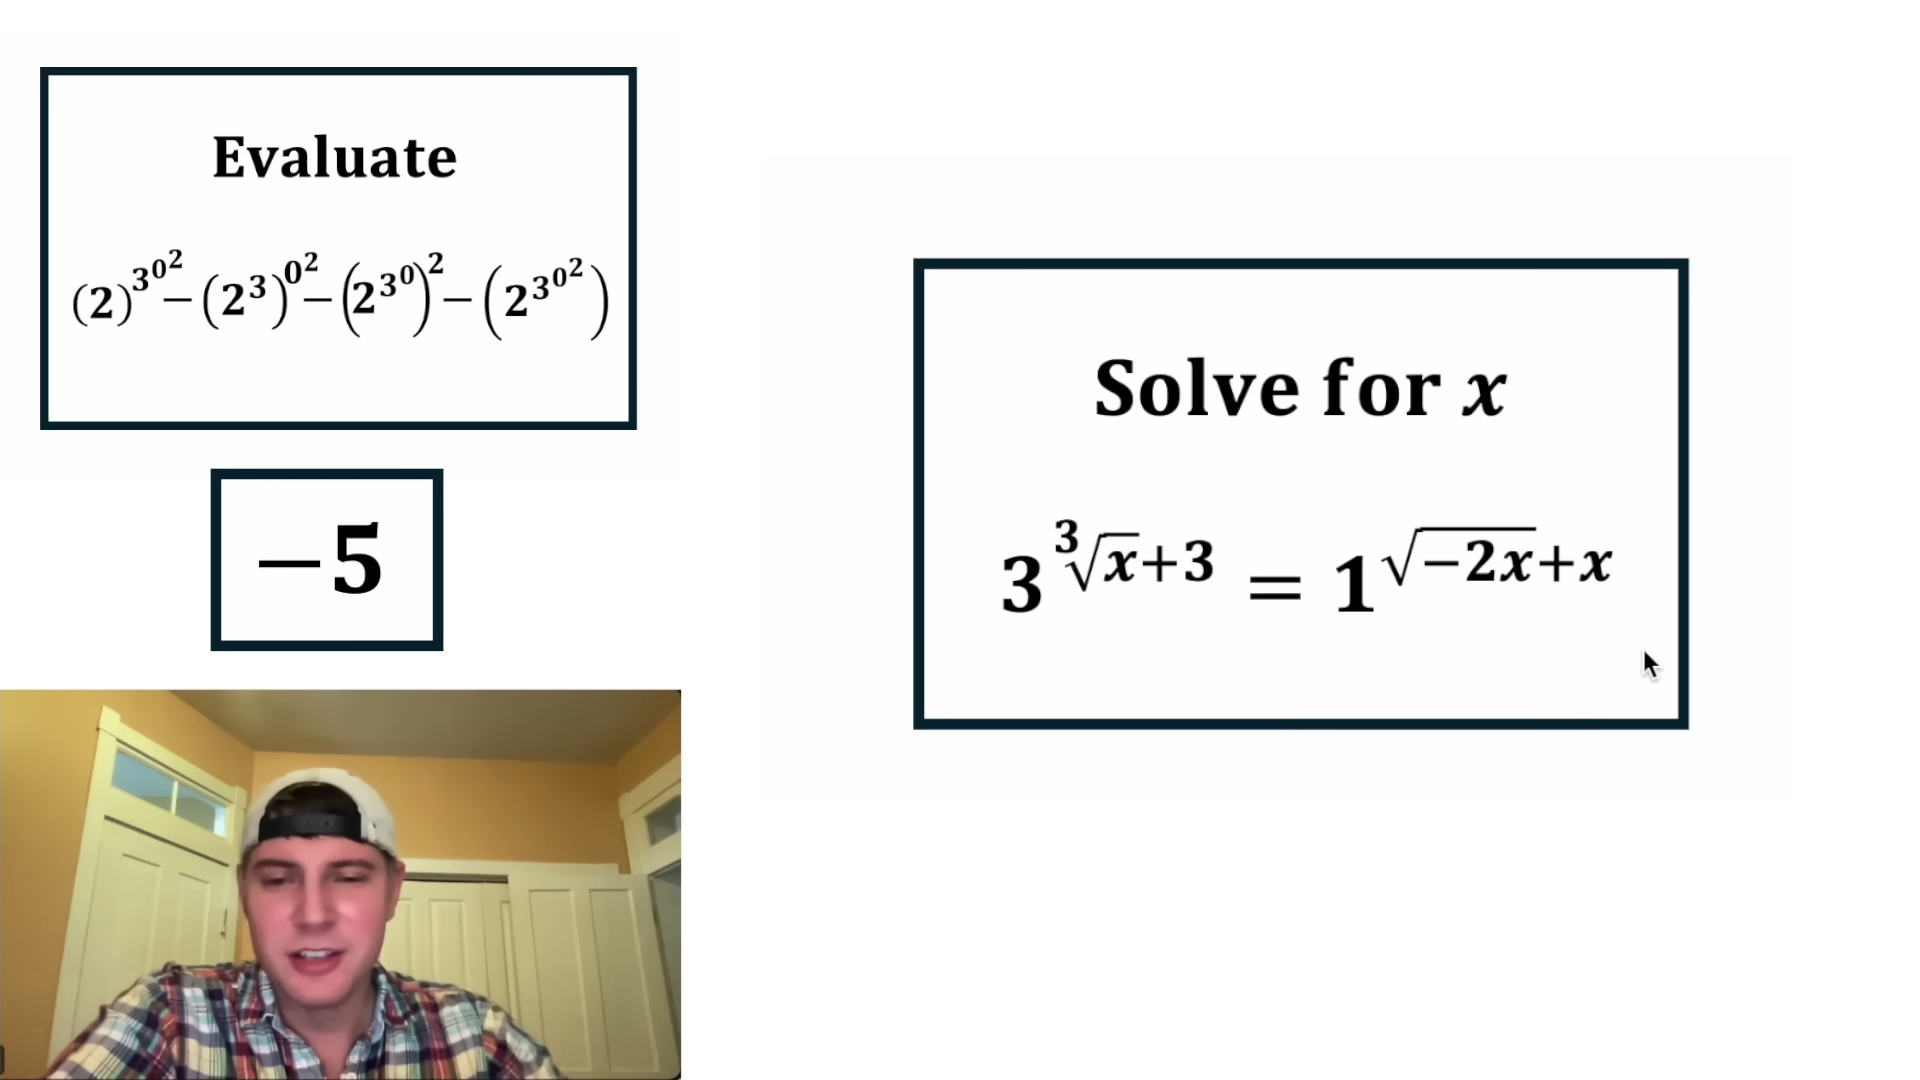 Evaluate
(2)^{3^{0^2}} − (2^3)^{0^2} − (2^{3^0})^2 − (2^{3^{0^2}})
−5
Solve for x
3^{∛x+3} = 1^{√(−2x)+x}